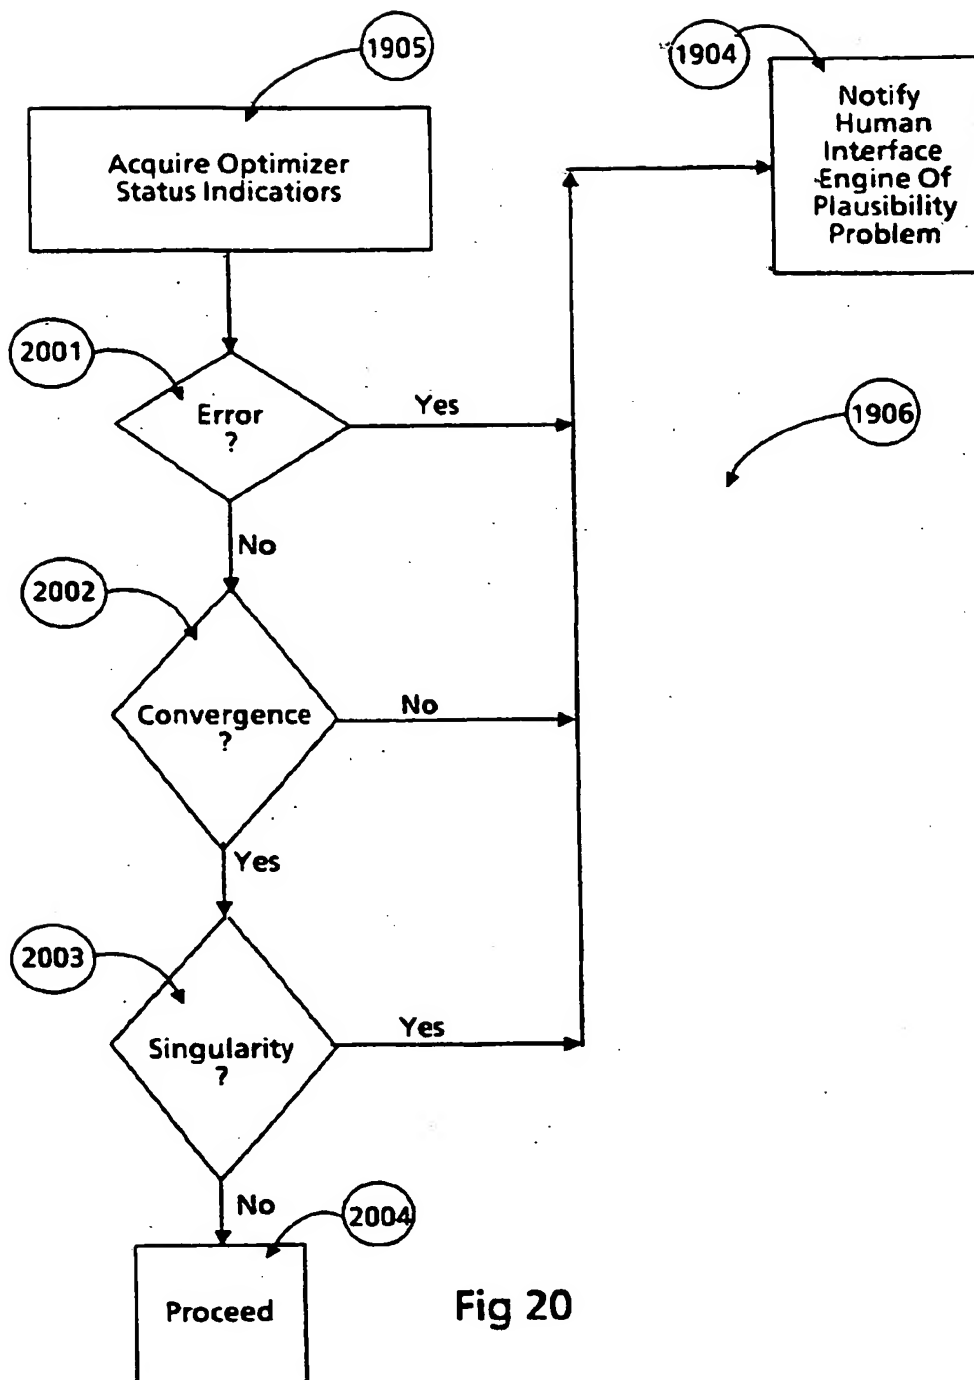 1905
Acquire Optimizer
Status Indicatiors
1904
Notify
Human
Interface
Engine Of
Plausibility
Problem
2001
Error
?
Yes
1906
No
2002
Convergence
?
No
Yes
2003
Singularity
?
Yes
No
2004
Proceed
Fig 20